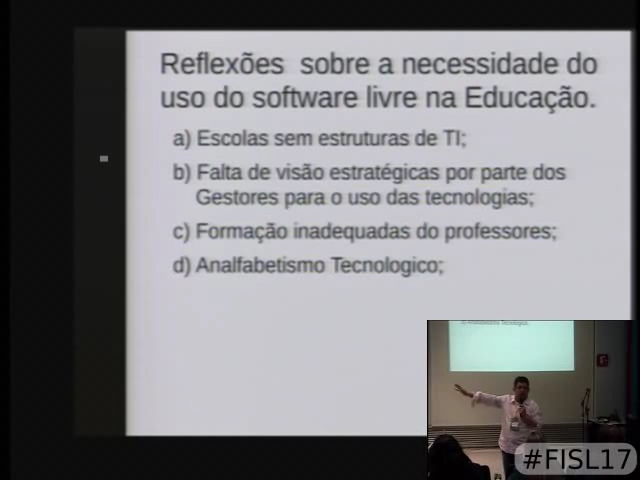 Reflexões sobre a necessidade do
uso do software livre na Educação.
a) Escolas sem estruturas de TI;
b) Falta de visão estratégicas por parte dos
Gestores para o uso das tecnologias;
c) Formação inadequadas do professores;
d) Analfabetismo Tecnologico;
#FISL17